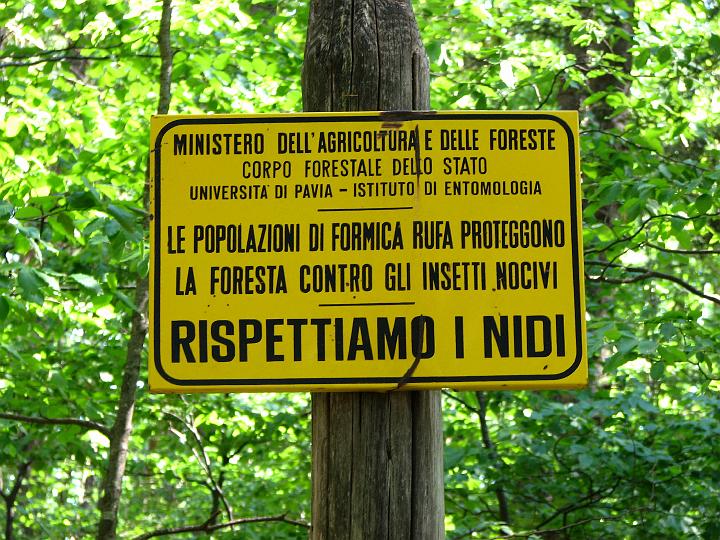 MINISTERO DELL'AGRICOLTURA E DELLE FORESTE
CORPO FORESTALE DELLO STATO
UNIVERSITA' DI PAVIA - ISTITUTO DI ENTOMOLOGIA
LE POPOLAZIONI DI FORMICA RUFA PROTEGGONO
LA FORESTA CONTRO GLI INSETTI NOCIVI
RISPETTIAMO I NIDI